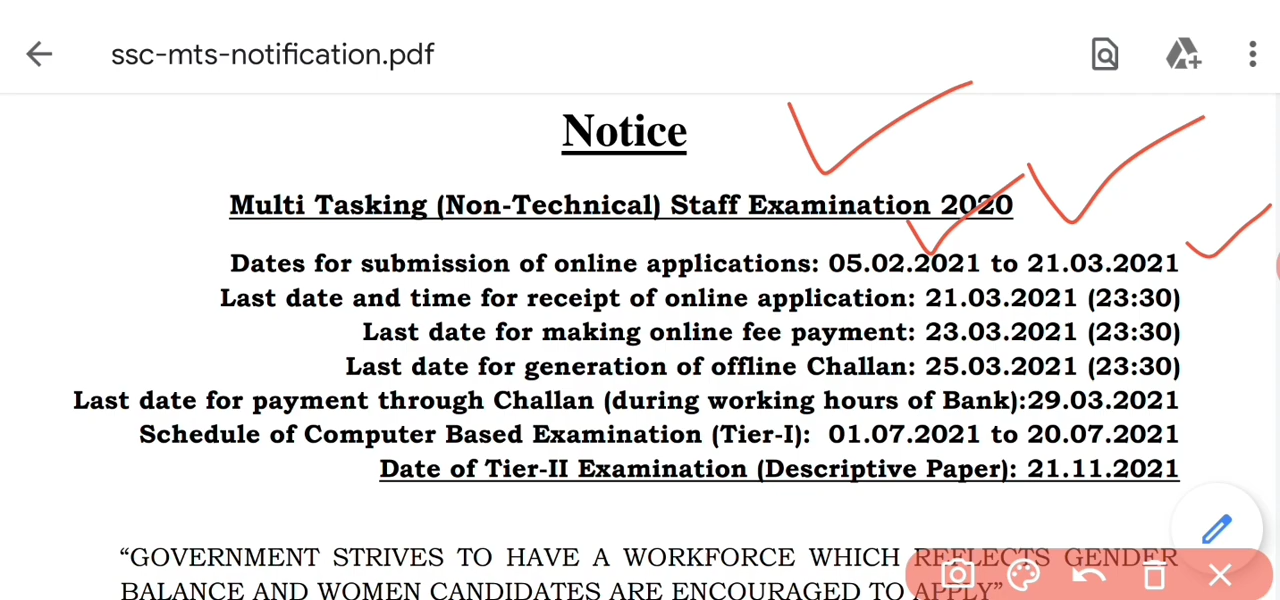 ssc-mts-notification.pdf
Notice
Multi Tasking (Non-Technical) Staff Examination 2020
Dates for submission of online applications: 05.02.2021 to 21.03.2021
Last date and time for receipt of online application: 21.03.2021 (23:30)
Last date for making online fee payment: 23.03.2021 (23:30)
Last date for generation of offline Challan: 25.03.2021 (23:30)
Last date for payment through Challan (during working hours of Bank):29.03.2021
Schedule of Computer Based Examination (Tier-I): 01.07.2021 to 20.07.2021
Date of Tier-II Examination (Descriptive Paper): 21.11.2021
“GOVERNMENT STRIVES TO HAVE A WORKFORCE WHICH REFLECTS GENDER
BALANCE AND WOMEN CANDIDATES ARE ENCOURAGED TO APPLY”